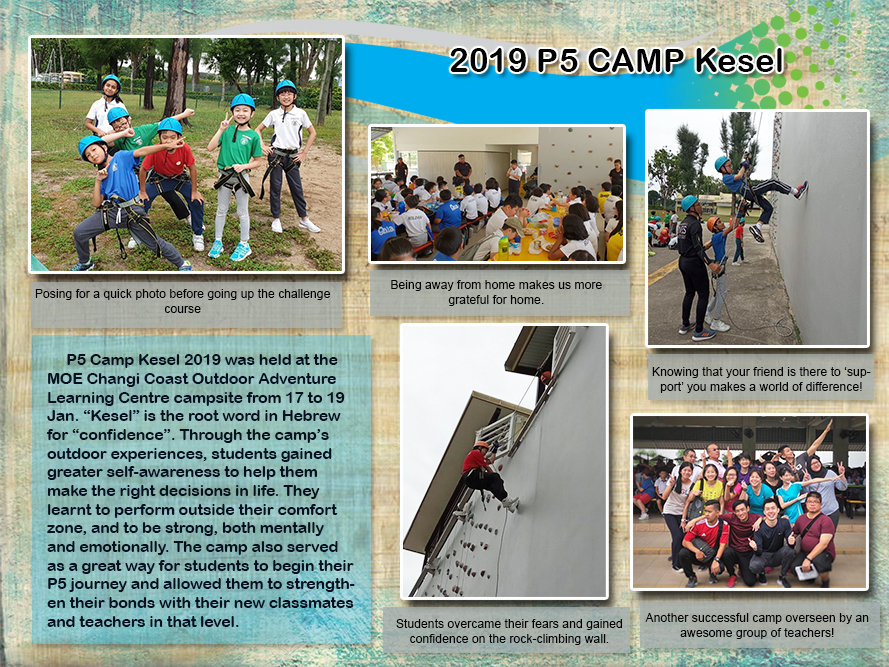 2019 P5 CAMP Kesel
Posing for a quick photo before going up the challenge
course
Being away from home makes us more
grateful for home.
Knowing that your friend is there to ‘sup-
port’ you makes a world of difference!
P5 Camp Kesel 2019 was held at the
MOE Changi Coast Outdoor Adventure
Learning Centre campsite from 17 to 19
Jan. “Kesel” is the root word in Hebrew
for “confidence”. Through the camp’s
outdoor experiences, students gained
greater self-awareness to help them
make the right decisions in life. They
learnt to perform outside their comfort
zone, and to be strong, both mentally
and emotionally. The camp also served
as a great way for students to begin their
P5 journey and allowed them to strength-
en their bonds with their new classmates
and teachers in that level.
Students overcame their fears and gained
confidence on the rock-climbing wall.
Another successful camp overseen by an
awesome group of teachers!